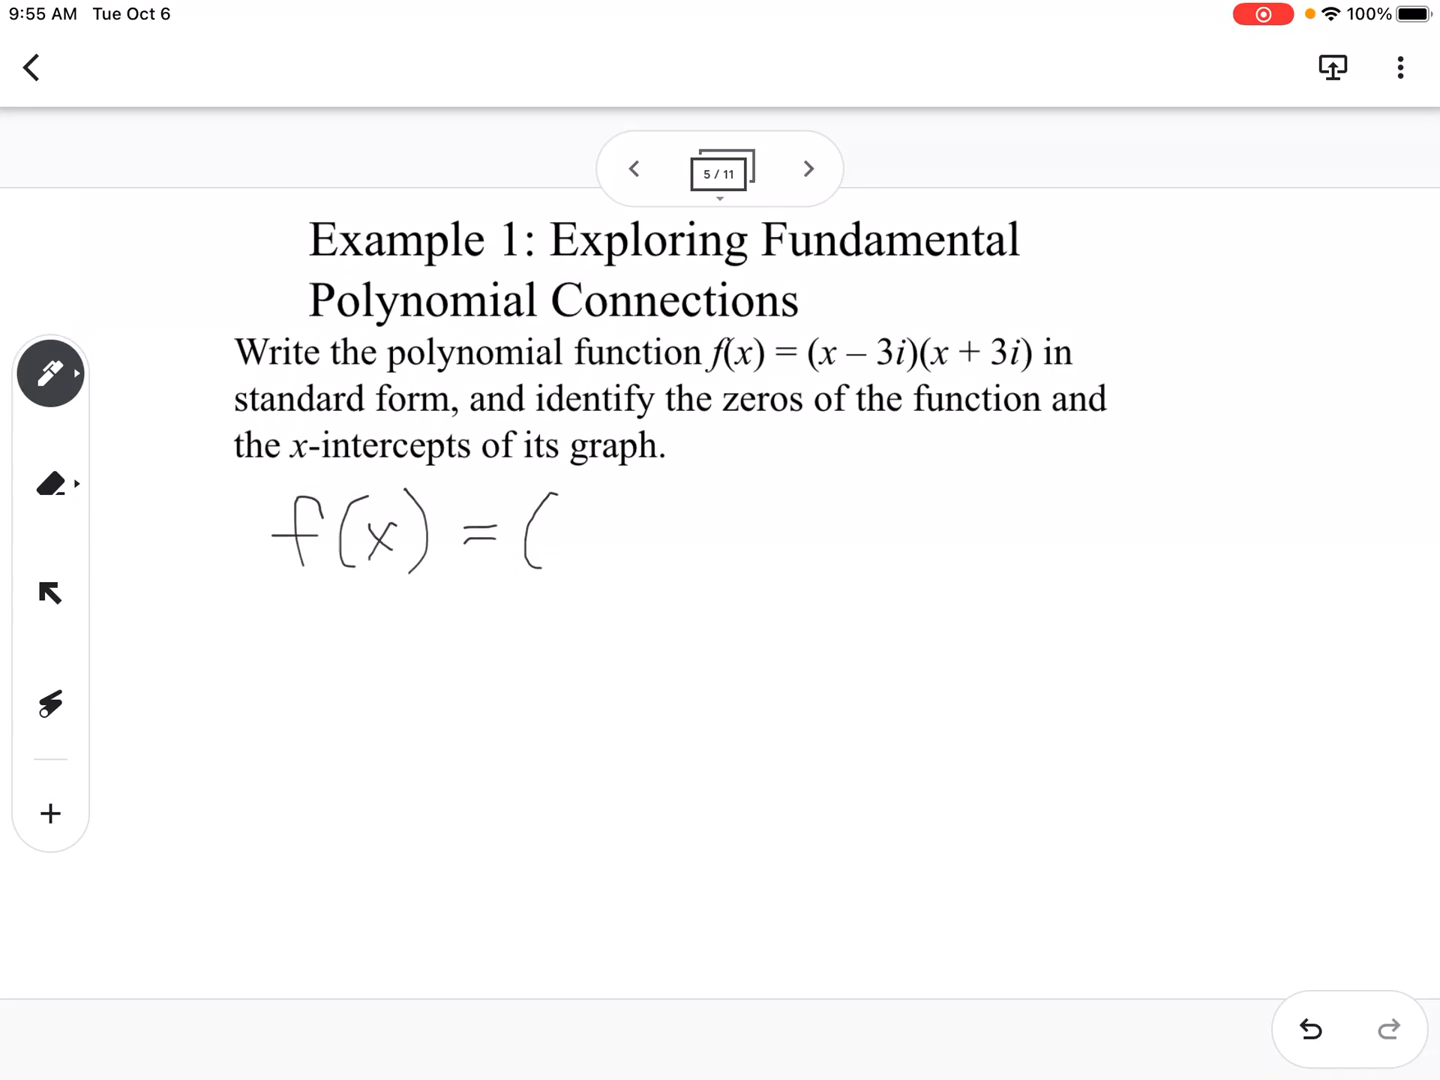 9:55 AM Tue Oct 6 100%
5 / 11
Example 1: Exploring Fundamental
Polynomial Connections
Write the polynomial function f(x) = (x – 3i)(x + 3i) in
standard form, and identify the zeros of the function and
the x-intercepts of its graph.
f(x) = (